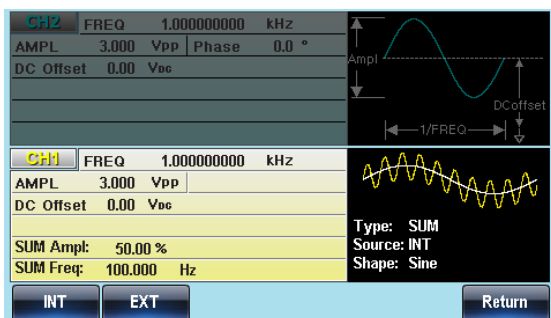 CH2 FREQ 1.000000000 kHz
AMPL 3.000 Vpp Phase 0.0 °
DC Offset 0.00 VDC
Ampl
DCoffset
1/FREQ
CH1 FREQ 1.000000000 kHz
AMPL 3.000 Vpp
DC Offset 0.00 VDC
SUM Ampl: 50.00 %
SUM Freq: 100.000 Hz
Type: SUM
Source: INT
Shape: Sine
INT EXT Return